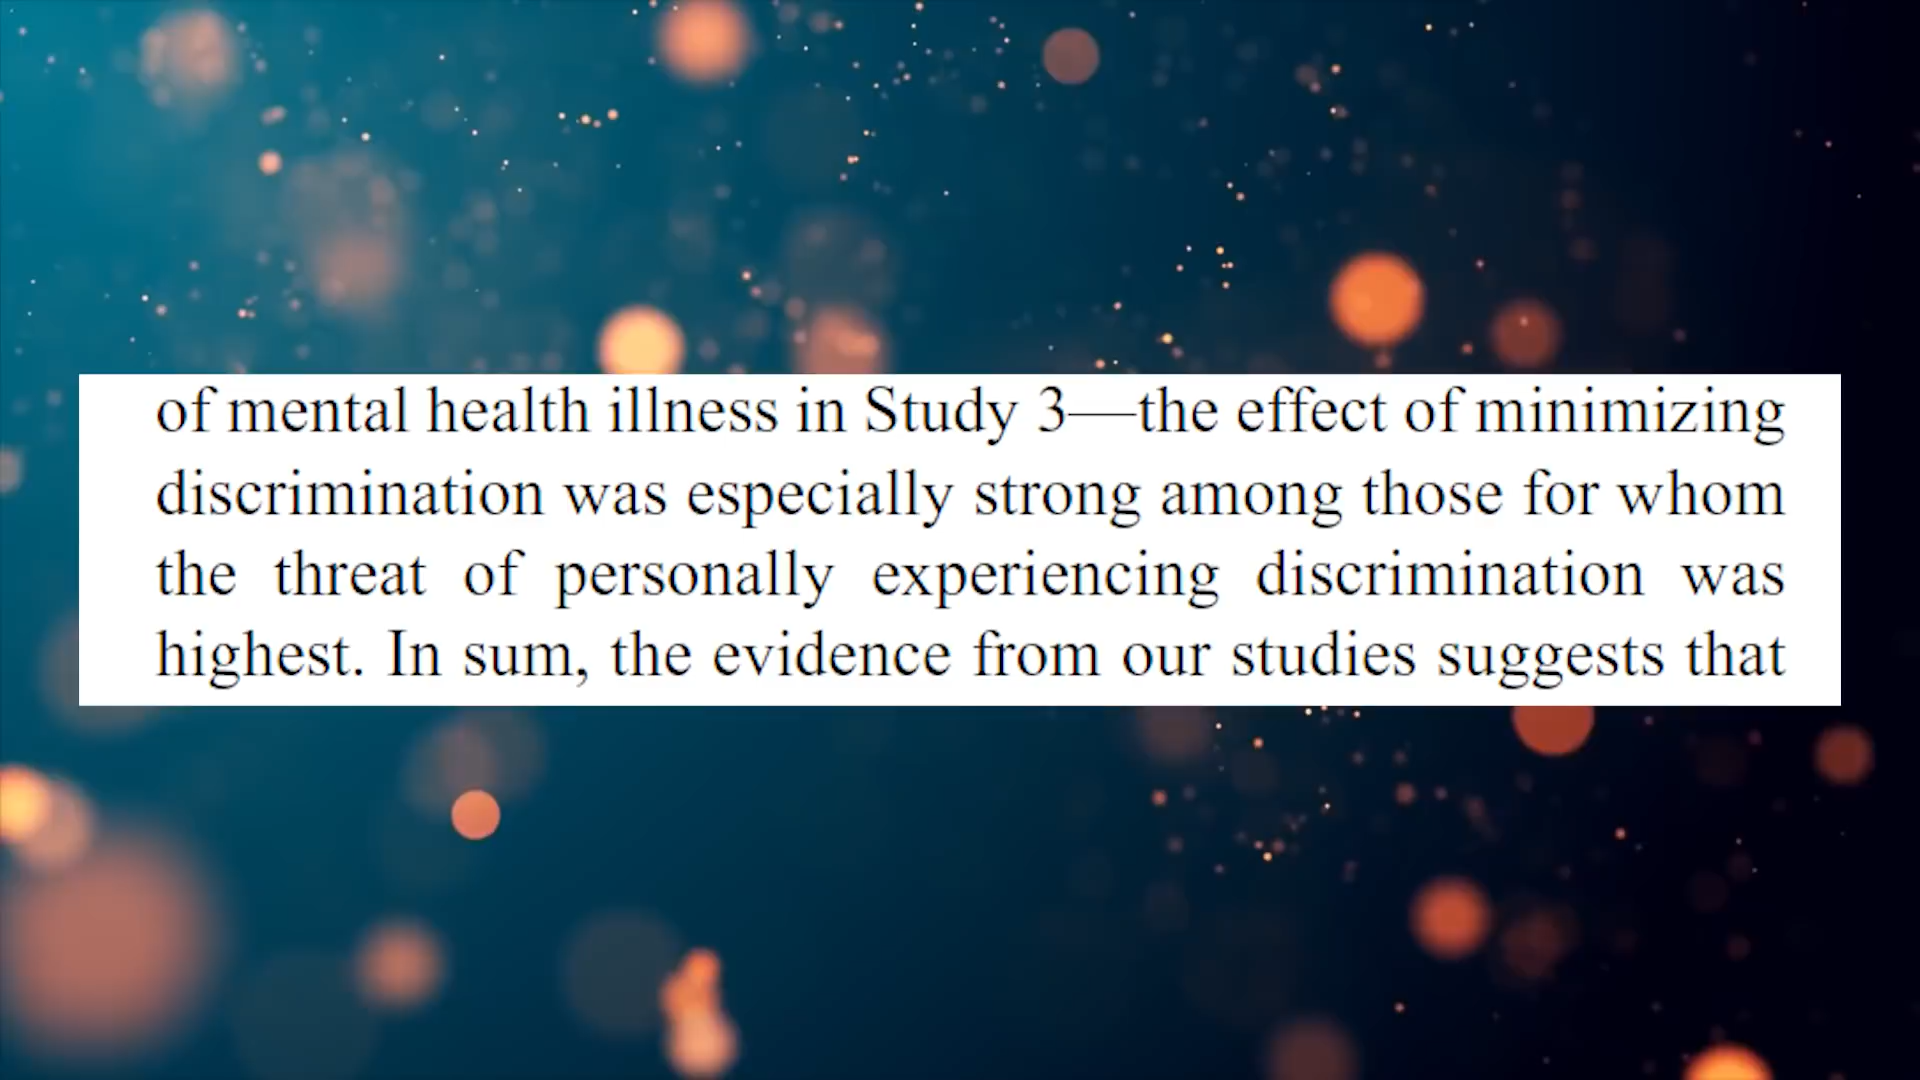 of mental health illness in Study 3—the effect of minimizing
discrimination was especially strong among those for whom
the threat of personally experiencing discrimination was
highest. In sum, the evidence from our studies suggests that